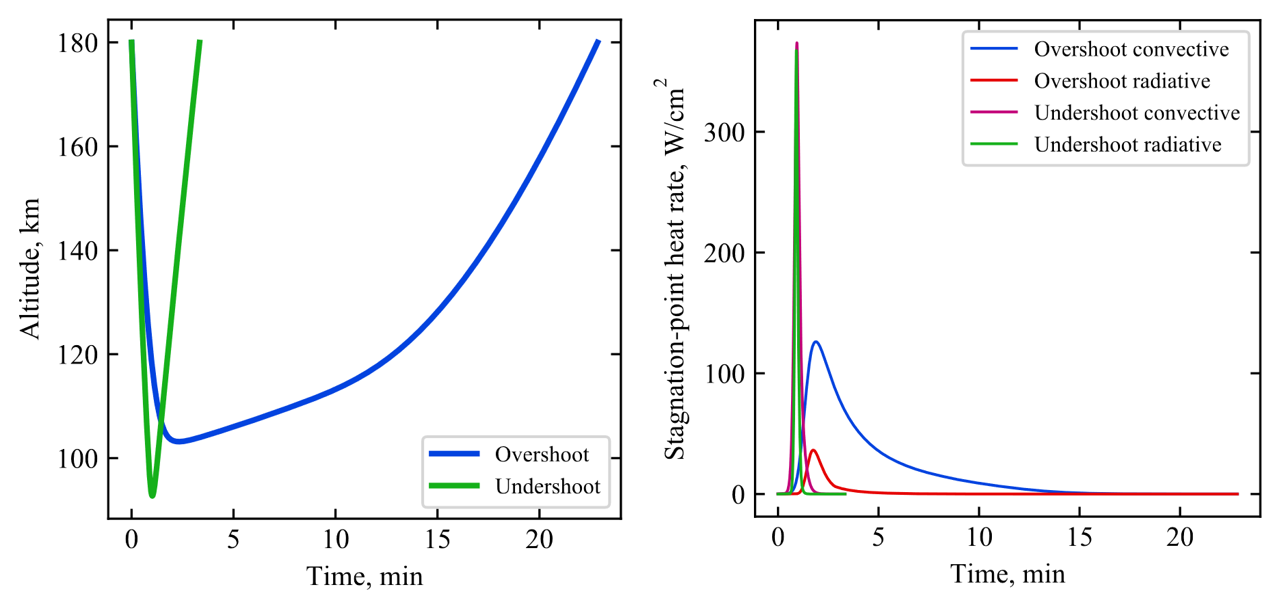 180
160
140
120
100
Altitude, km
0
5
10
15
20
Time, min
Overshoot
Undershoot
300
200
100
0
Stagnation-point heat rate, W/cm²
0
5
10
15
20
Time, min
Overshoot convective
Overshoot radiative
Undershoot convective
Undershoot radiative